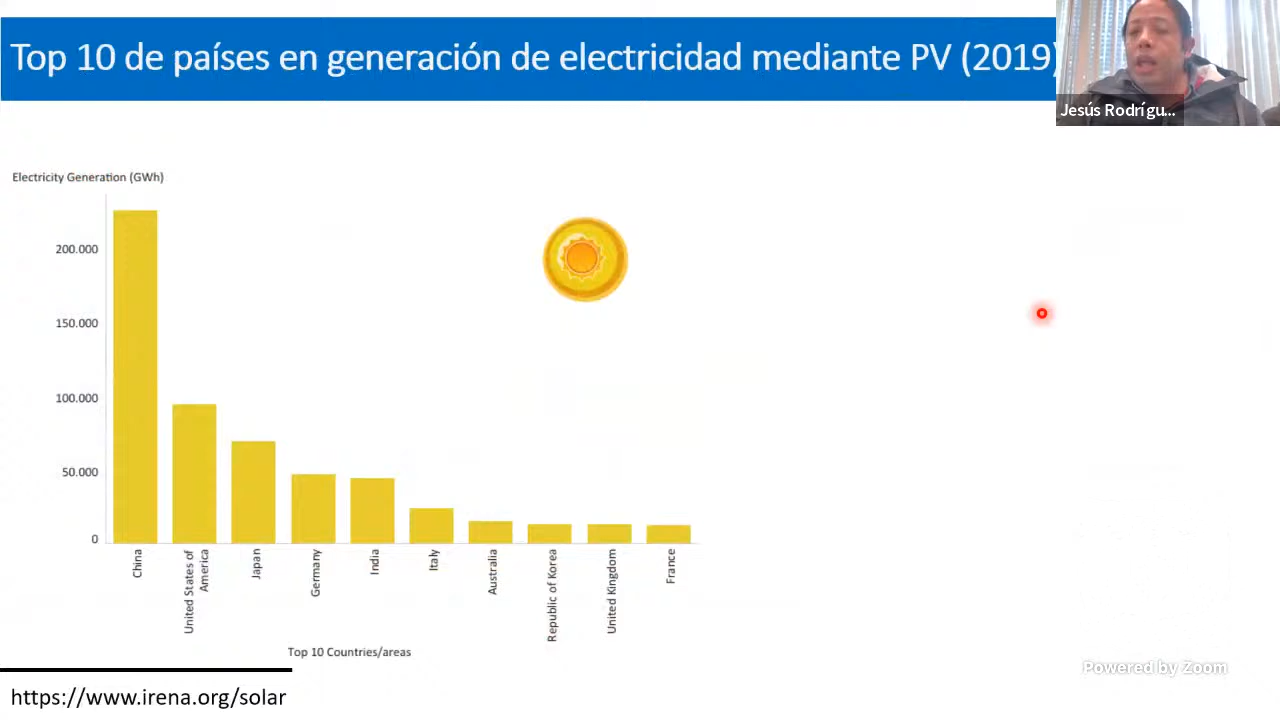 Top 10 de países en generación de electricidad mediante PV (2019)
Jesús Rodrígu...
Electricity Generation (GWh)
200.000
150.000
100.000
50.000
0
China
United States of
America
Japan
Germany
India
Italy
Australia
Republic of Korea
United Kingdom
France
Top 10 Countries/areas
Powered by Zoom
https://www.irena.org/solar